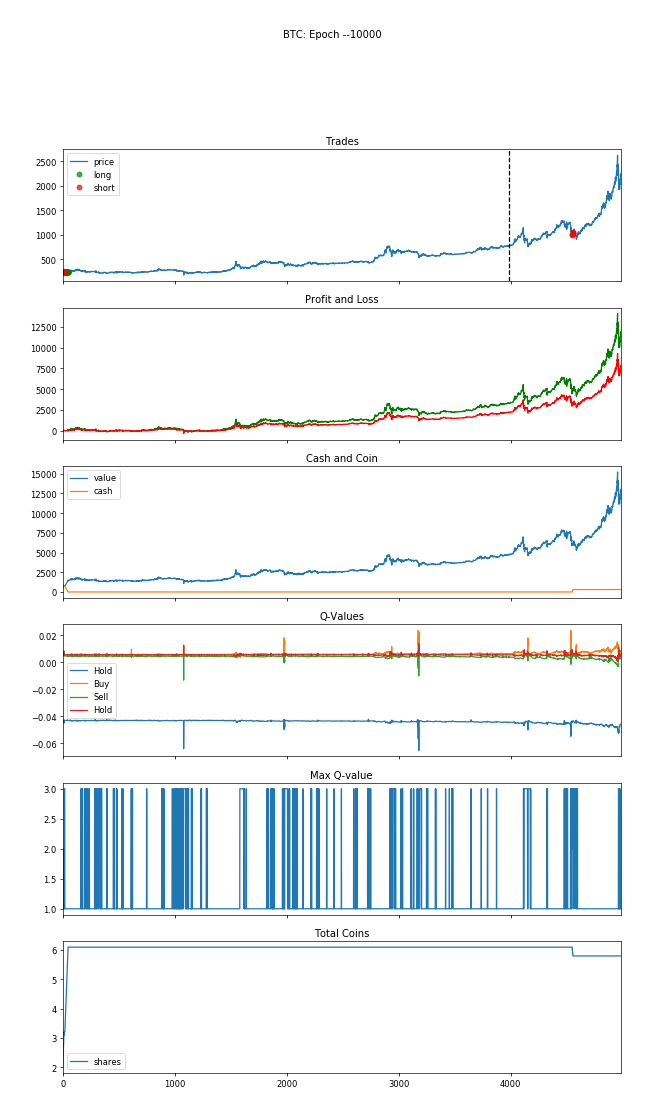 BTC: Epoch --10000
Trades
2500
2000
1500
1000
500
price
long
short
Profit and Loss
12500
10000
7500
5000
2500
0
Cash and Coin
15000
12500
10000
7500
5000
2500
0
value
cash
Q-Values
0.02
0.00
−0.02
−0.04
−0.06
Hold
Buy
Sell
Hold
Max Q-value
3.0
2.5
2.0
1.5
1.0
Total Coins
6
5
4
3
2
shares
0 1000 2000 3000 4000